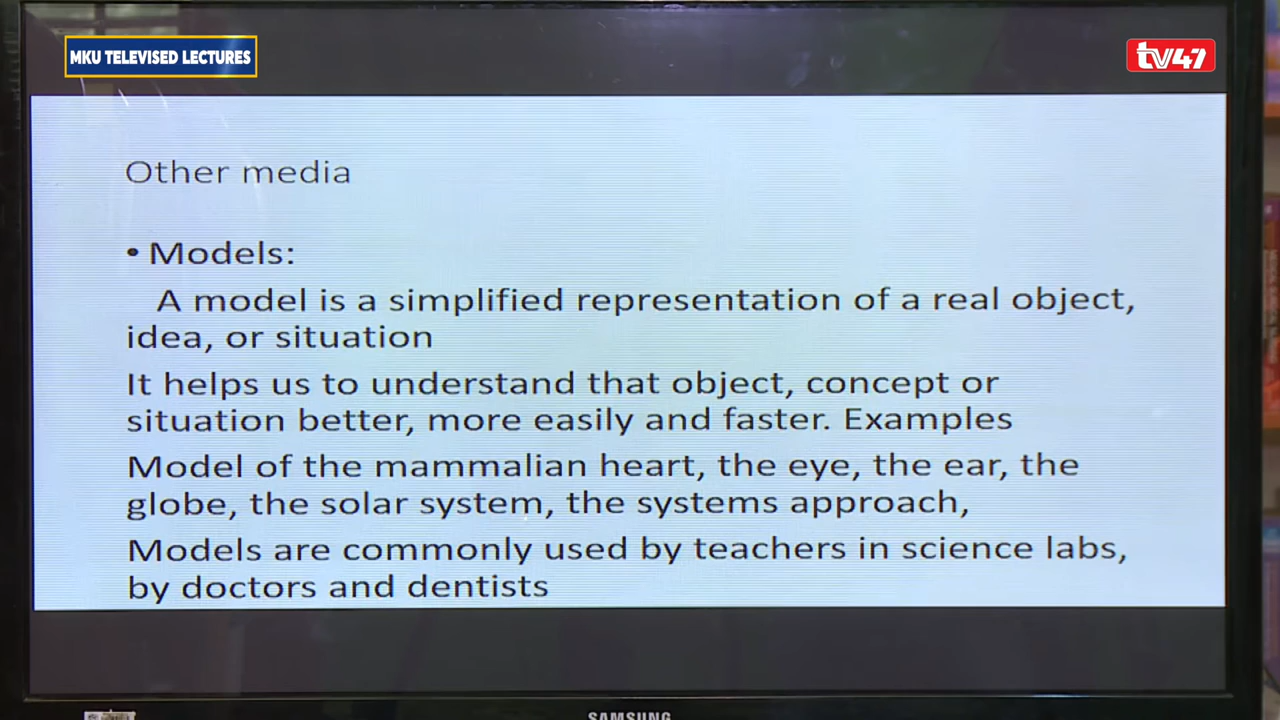 MKU TELEVISED LECTURES
tv47
Other media
• Models:
A model is a simplified representation of a real object,
idea, or situation
It helps us to understand that object, concept or
situation better, more easily and faster. Examples
Model of the mammalian heart, the eye, the ear, the
globe, the solar system, the systems approach,
Models are commonly used by teachers in science labs,
by doctors and dentists
SAMSUNG